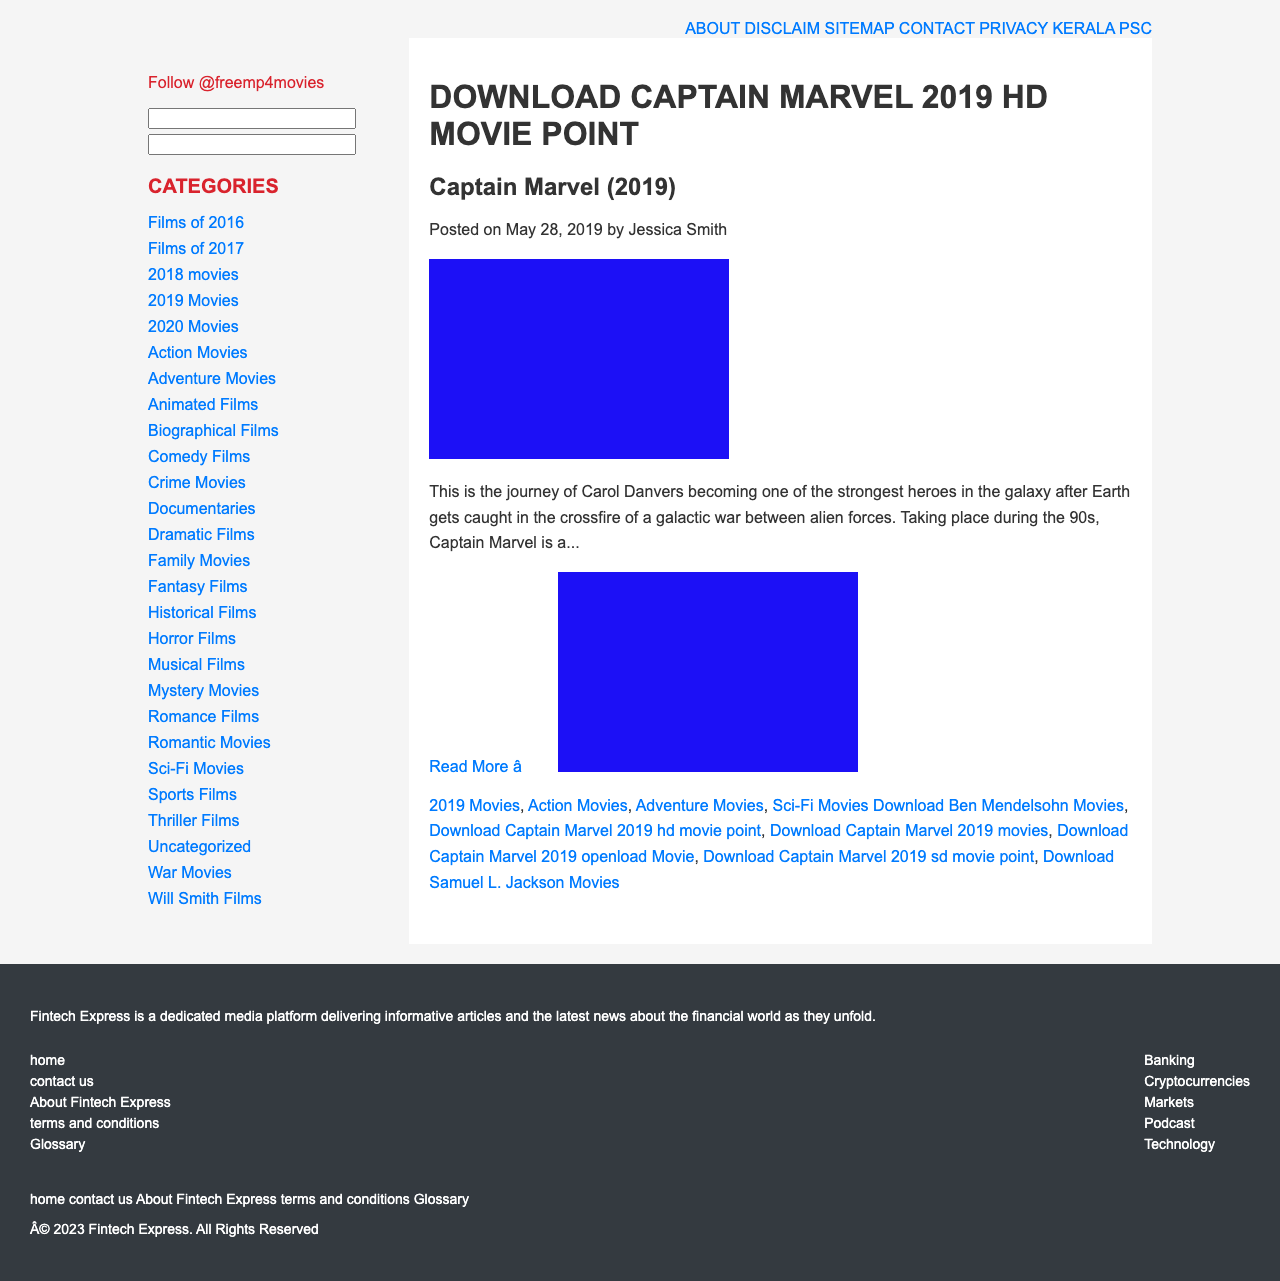 ABOUT DISCLAIM SITEMAP CONTACT PRIVACY KERALA PSC
Follow @freemp4movies
CATEGORIES
Films of 2016
Films of 2017
2018 movies
2019 Movies
2020 Movies
Action Movies
Adventure Movies
Animated Films
Biographical Films
Comedy Films
Crime Movies
Documentaries
Dramatic Films
Family Movies
Fantasy Films
Historical Films
Horror Films
Musical Films
Mystery Movies
Romance Films
Romantic Movies
Sci-Fi Movies
Sports Films
Thriller Films
Uncategorized
War Movies
Will Smith Films
DOWNLOAD CAPTAIN MARVEL 2019 HD
MOVIE POINT
Captain Marvel (2019)
Posted on May 28, 2019 by Jessica Smith
This is the journey of Carol Danvers becoming one of the strongest heroes in the galaxy after Earth
gets caught in the crossfire of a galactic war between alien forces. Taking place during the 90s,
Captain Marvel is a...
Read More â
2019 Movies, Action Movies, Adventure Movies, Sci-Fi Movies Download Ben Mendelsohn Movies,
Download Captain Marvel 2019 hd movie point, Download Captain Marvel 2019 movies, Download
Captain Marvel 2019 openload Movie, Download Captain Marvel 2019 sd movie point, Download
Samuel L. Jackson Movies
Fintech Express is a dedicated media platform delivering informative articles and the latest news about the financial world as they unfold.
home
contact us
About Fintech Express
terms and conditions
Glossary
Banking
Cryptocurrencies
Markets
Podcast
Technology
home contact us About Fintech Express terms and conditions Glossary
Â© 2023 Fintech Express. All Rights Reserved